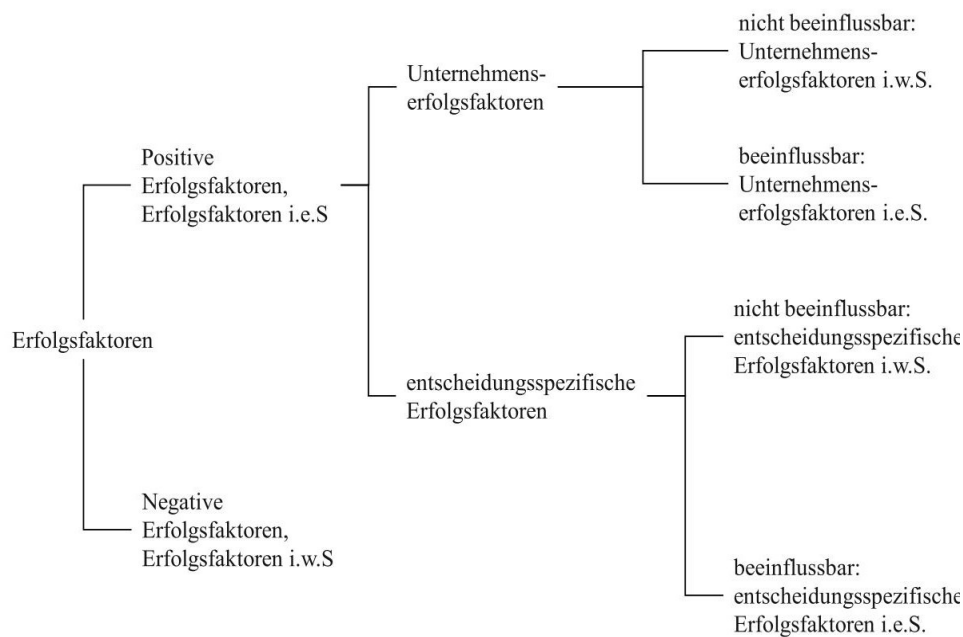 nicht beeinflussbar:
Unternehmens-
erfolgsfaktoren i.w.S.
Unternehmens-
erfolgsfaktoren
beeinflussbar:
Unternehmens-
erfolgsfaktoren i.e.S.
Positive
Erfolgsfaktoren,
Erfolgsfaktoren i.e.S
nicht beeinflussbar:
entscheidungsspezifische
Erfolgsfaktoren i.w.S.
Erfolgsfaktoren
entscheidungsspezifische
Erfolgsfaktoren
Negative
Erfolgsfaktoren,
Erfolgsfaktoren i.w.S
beeinflussbar:
entscheidungsspezifische
Erfolgsfaktoren i.e.S.